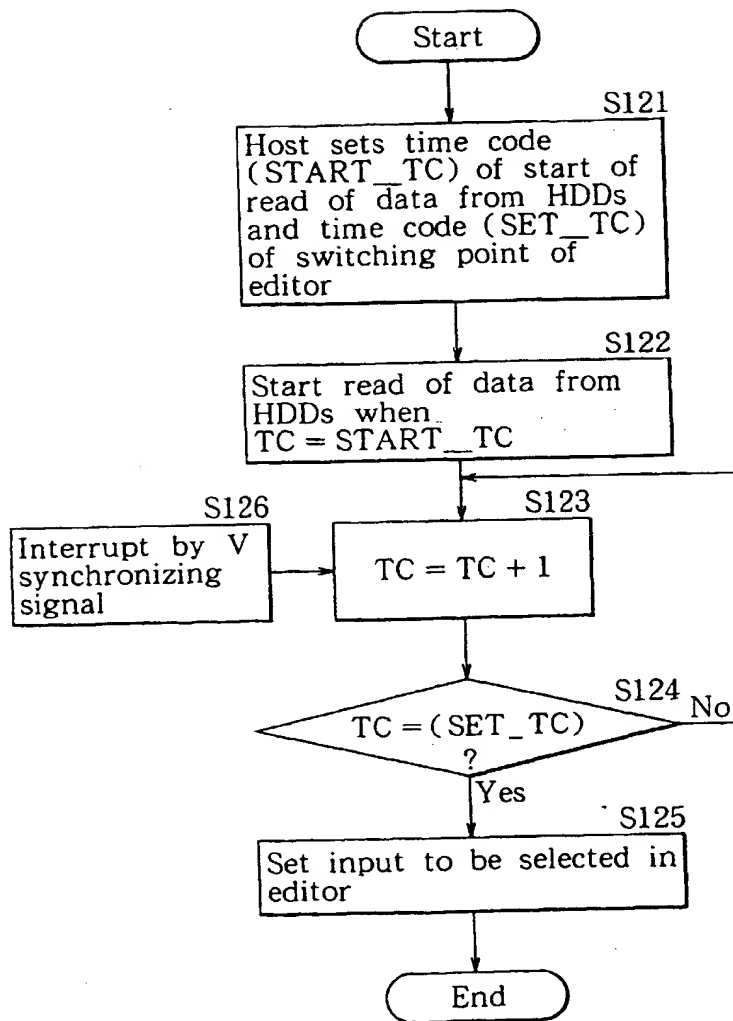 Start
S121
Host sets time code
(START_TC) of start of
read of data from HDDs
and time code (SET_TC)
of switching point of
editor
S122
Start read of data from
HDDs when
TC = START_TC
S126
Interrupt by V
synchronizing
signal
S123
TC = TC + 1
S124
TC = (SET_TC)
?
No
Yes
S125
Set input to be selected in
editor
End